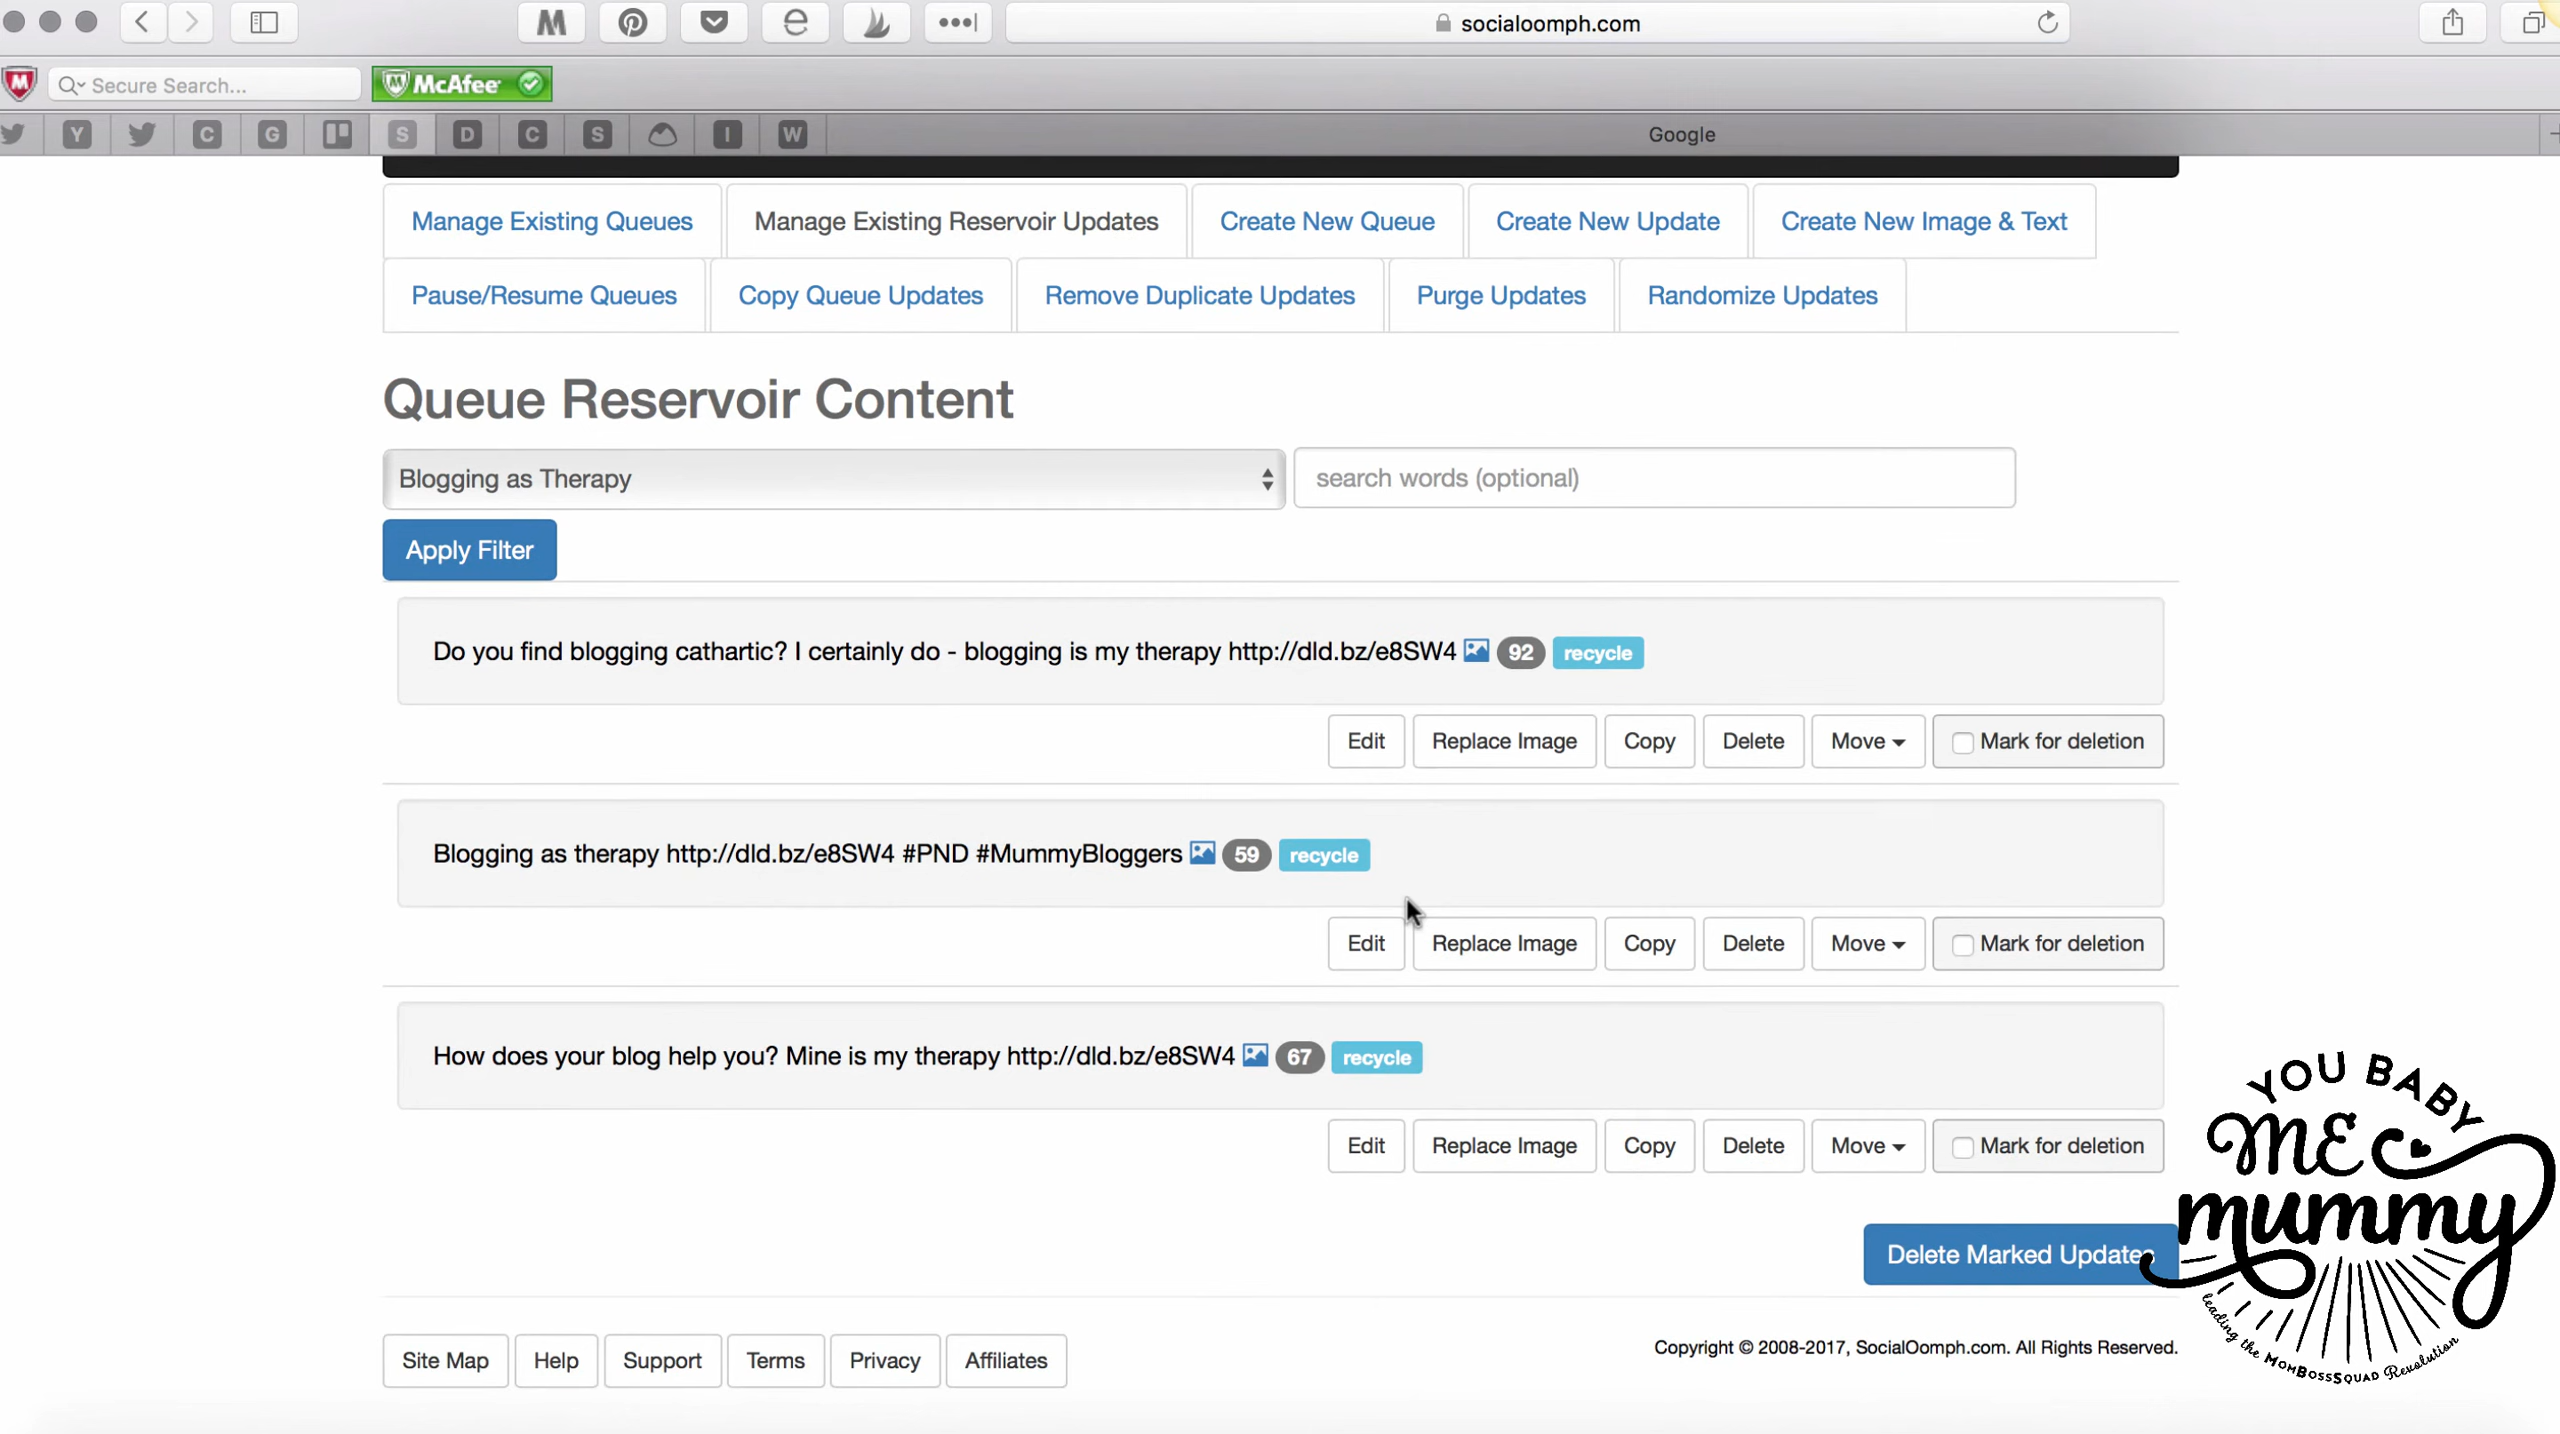 socialoomph.com
Secure Search...
McAfee
Y C G S D C S I W Google
Manage Existing Queues Manage Existing Reservoir Updates Create New Queue Create New Update Create New Image & Text
Pause/Resume Queues Copy Queue Updates Remove Duplicate Updates Purge Updates Randomize Updates
Queue Reservoir Content
Blogging as Therapy search words (optional)
Apply Filter
Do you find blogging cathartic? I certainly do - blogging is my therapy http://dld.bz/e8SW4 92 recycle
Edit Replace Image Copy Delete Move Mark for deletion
Blogging as therapy http://dld.bz/e8SW4 #PND #MummyBloggers 59 recycle
Edit Replace Image Copy Delete Move Mark for deletion
How does your blog help you? Mine is my therapy http://dld.bz/e8SW4 67 recycle
Edit Replace Image Copy Delete Move Mark for deletion
Delete Marked Updates
Site Map Help Support Terms Privacy Affiliates
Copyright © 2008-2017, SocialOomph.com. All Rights Reserved.
YOU BABY
ME
mummy
leading the MomBossSquad Revolution